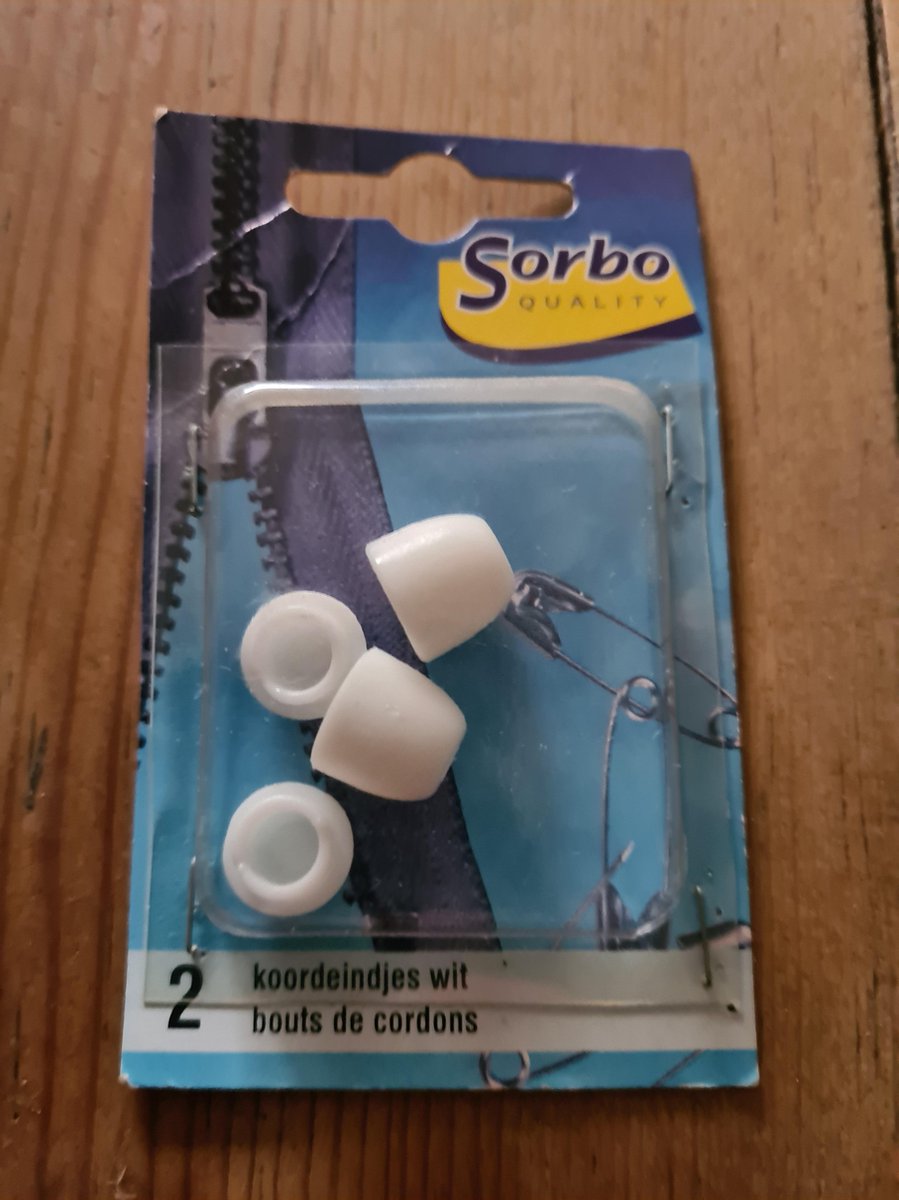 Sorbo
QUALITY
2
koordeindjes wit
bouts de cordons